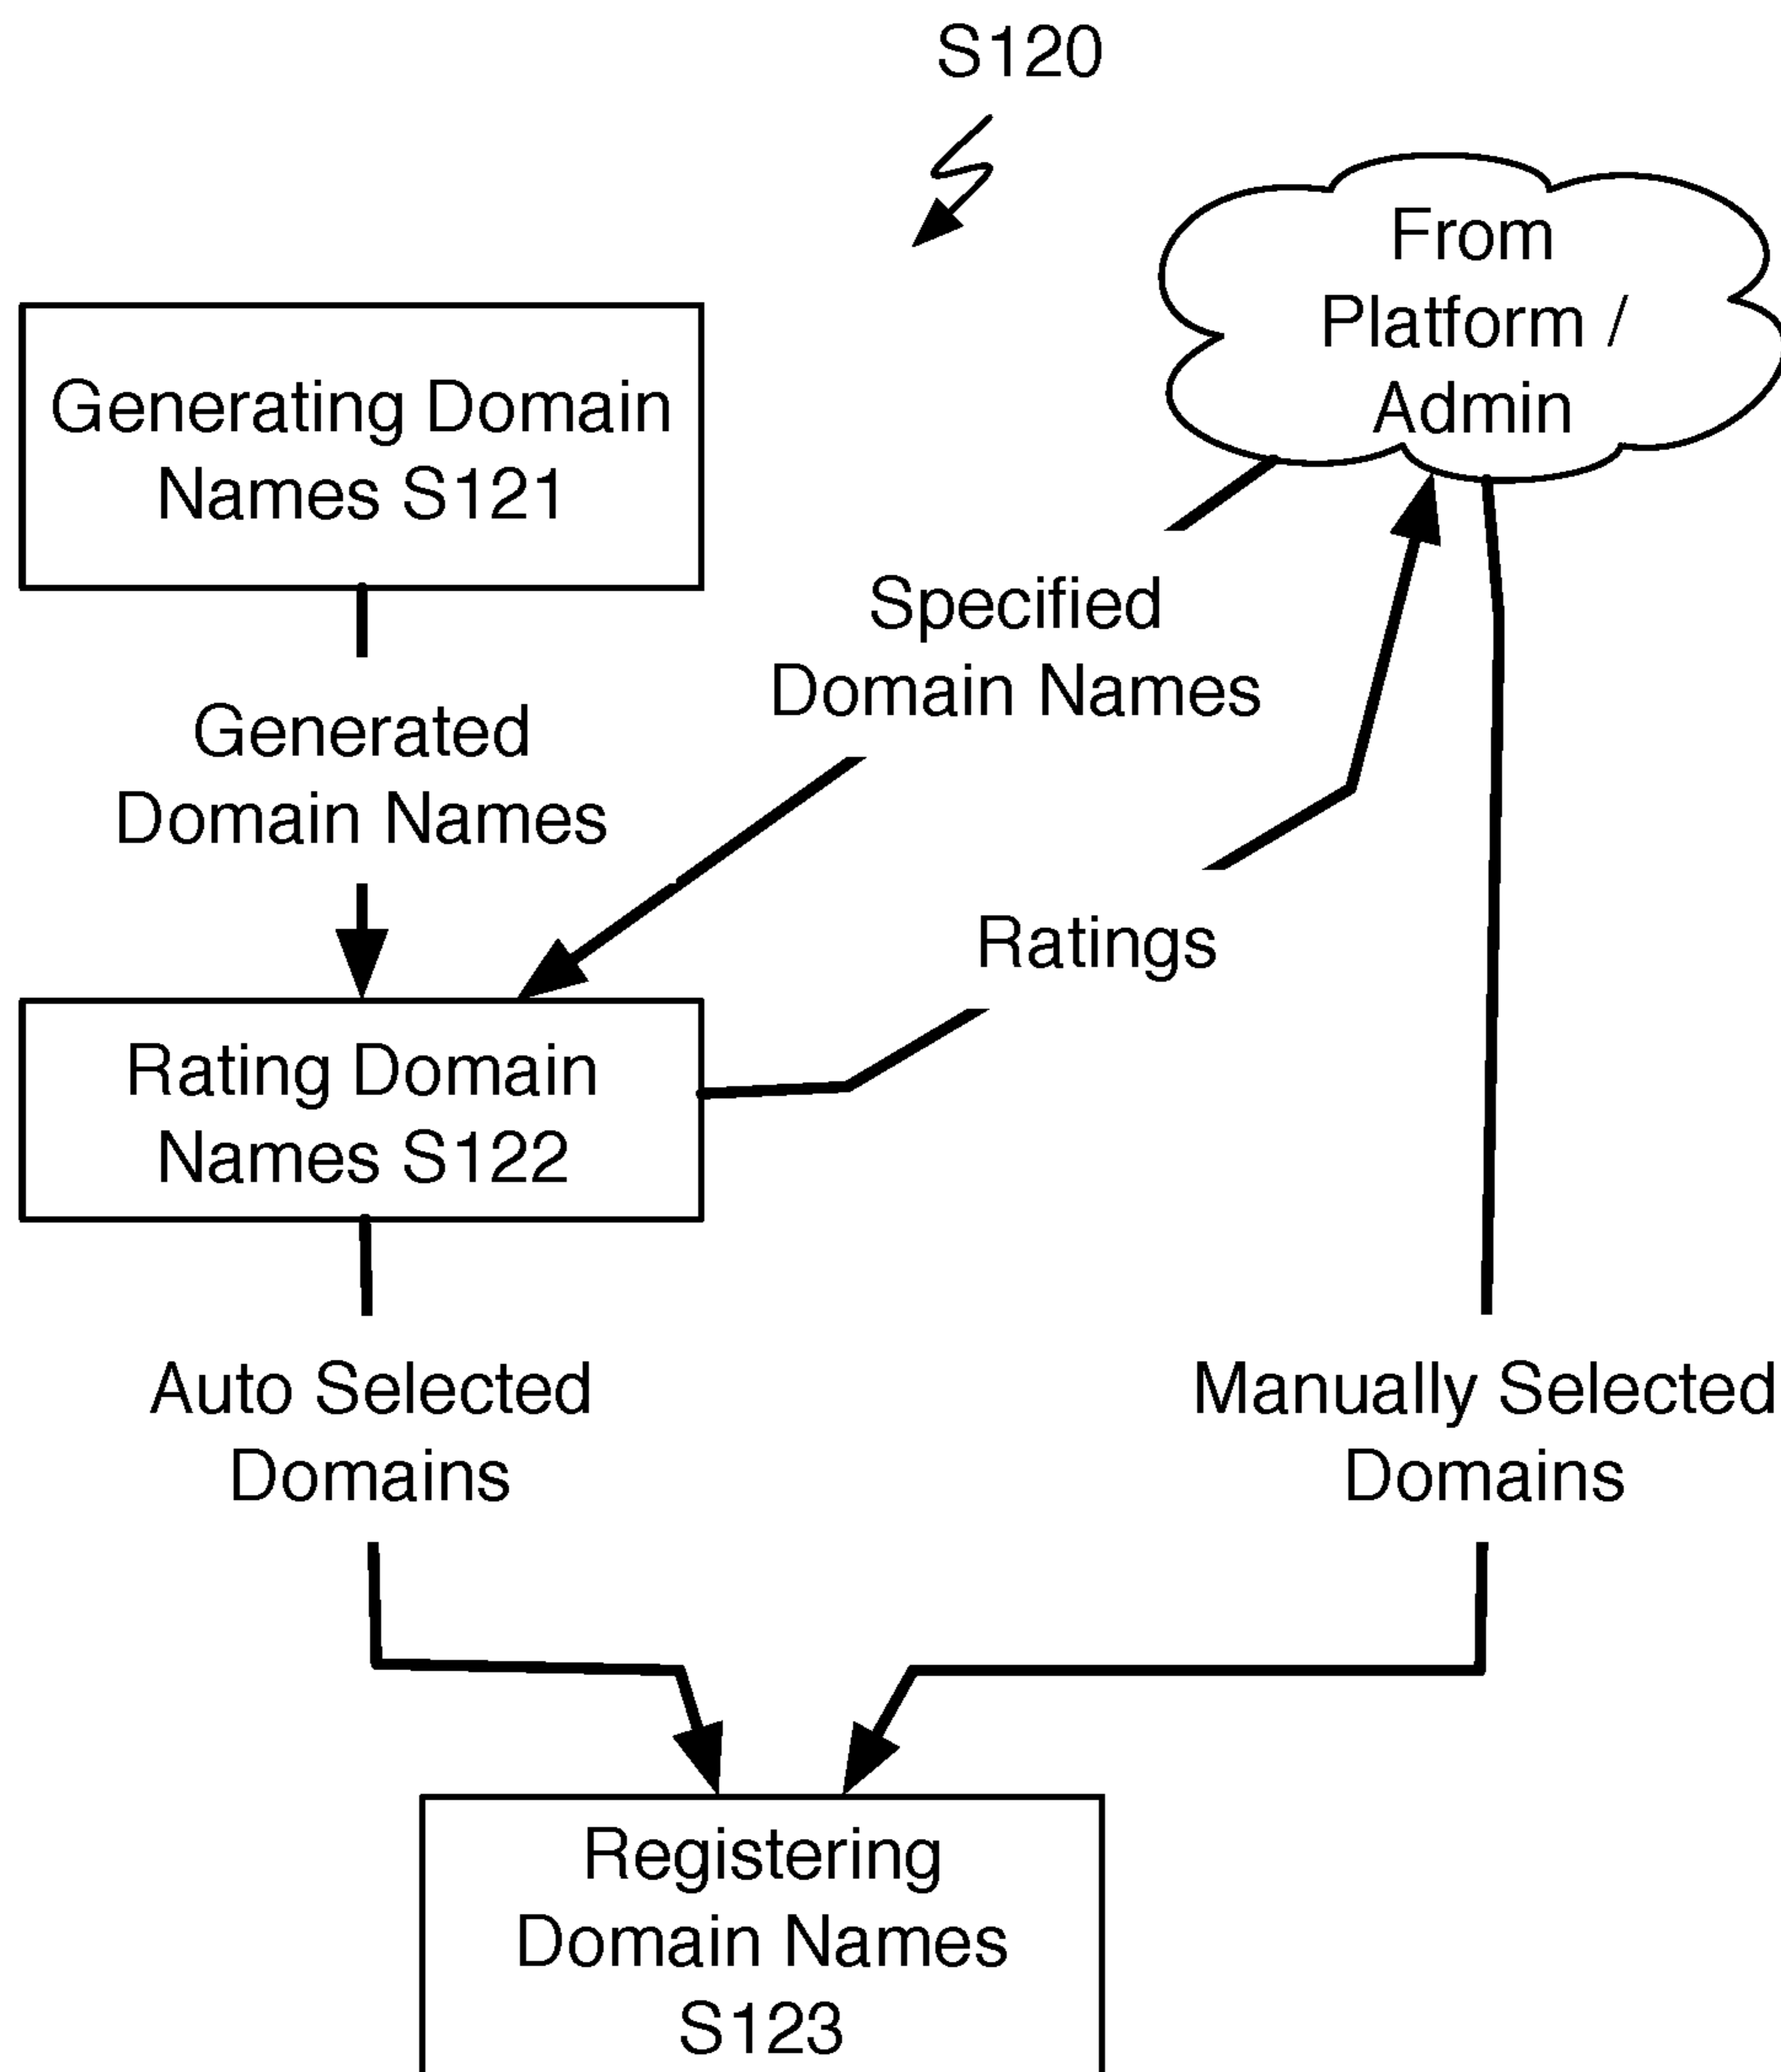 S120
From
Platform /
Admin
Generating Domain
Names S121
Specified
Domain Names
Generated
Domain Names
Ratings
Rating Domain
Names S122
Auto Selected
Domains
Manually Selected
Domains
Registering
Domain Names
S123